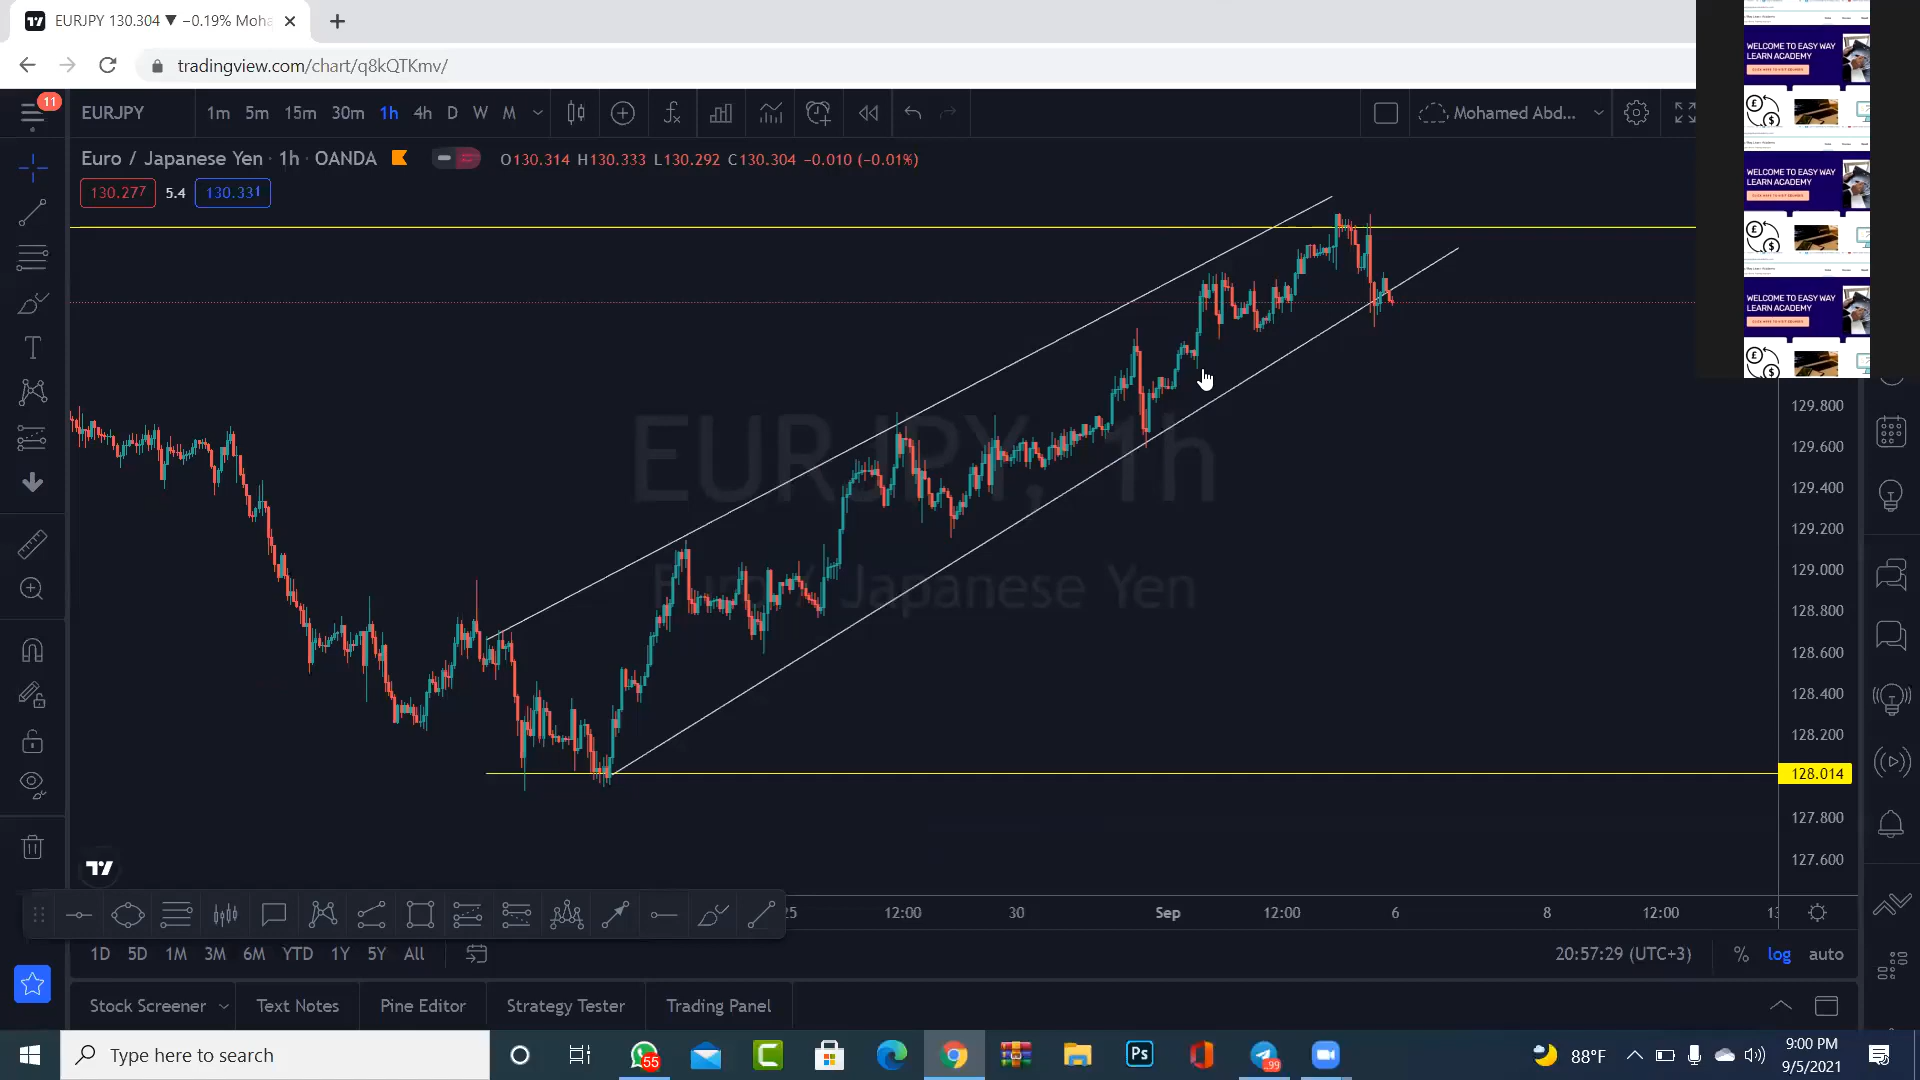 EURJPY 130.304 ▼ −0.19% Moha
tradingview.com/chart/q8kQTKmv/
11
EURJPY
1m 5m 15m 30m 1h 4h D W M
Mohamed Abd...
Euro / Japanese Yen · 1h · OANDA
O130.314 H130.333 L130.292 C130.304 −0.010 (−0.01%)
130.277 5.4 130.331
WELCOME TO EASY WAY
LEARN ACADEMY
WELCOME TO EASY WAY
LEARN ACADEMY
WELCOME TO EASY WAY
LEARN ACADEMY
EURJPY, 1h
Euro / Japanese Yen
129.800
129.600
129.400
129.200
129.000
128.800
128.600
128.400
128.200
128.014
127.800
127.600
25 12:00 30 Sep 12:00 6 8 12:00
1D 5D 1M 3M 6M YTD 1Y 5Y All
20:57:29 (UTC+3) % log auto
Stock Screener Text Notes Pine Editor Strategy Tester Trading Panel
Type here to search
55
Ps
99
88°F
9:00 PM
9/5/2021